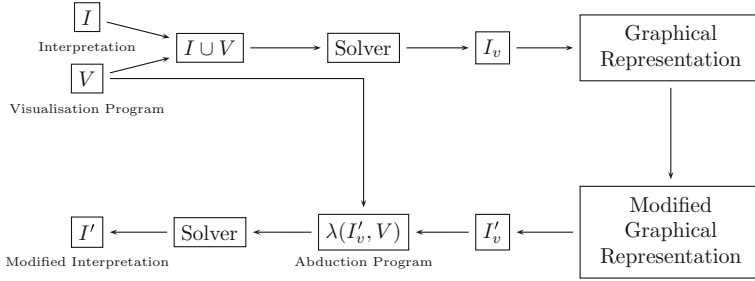 I
Interpretation
V
Visualisation Program
I ∪ V
Solver
I_v
Graphical
Representation
I'
Modified Interpretation
Solver
λ(I'_v, V)
Abduction Program
I'_v
Modified
Graphical
Representation